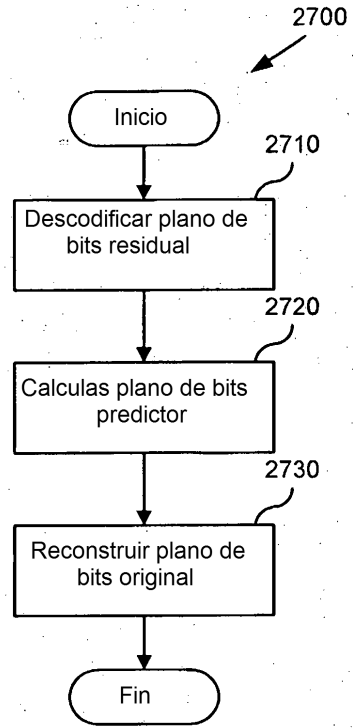 2700
Inicio
2710
Descodificar plano de
bits residual
2720
Calculas plano de bits
predictor
2730
Reconstruir plano de
bits original
Fin